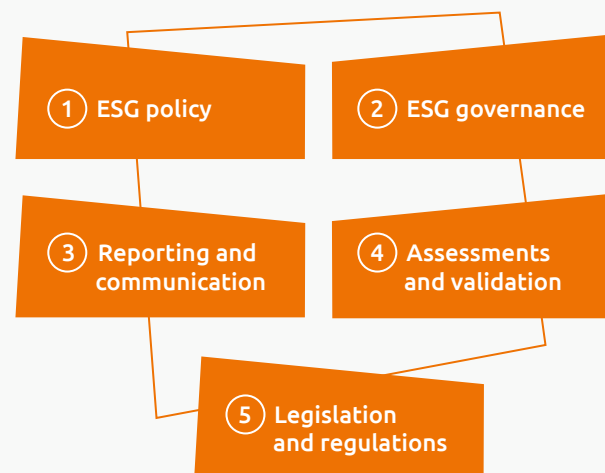 1 ESG policy
2 ESG governance
3 Reporting and
communication
4 Assessments
and validation
5 Legislation
and regulations